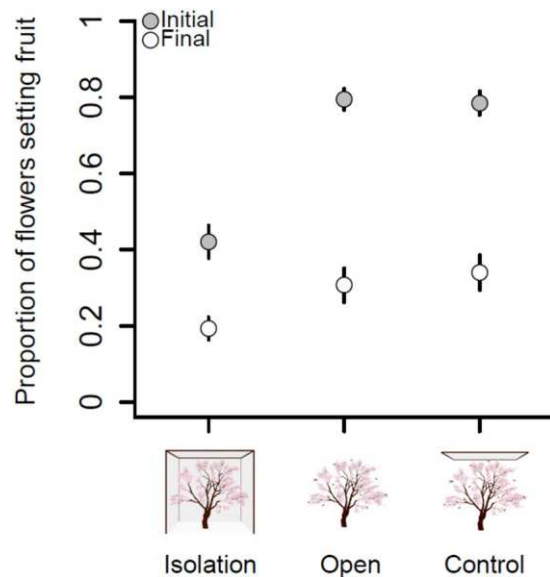 Initial
Final
Proportion of flowers setting fruit
1
0.8
0.6
0.4
0.2
0
Isolation Open Control